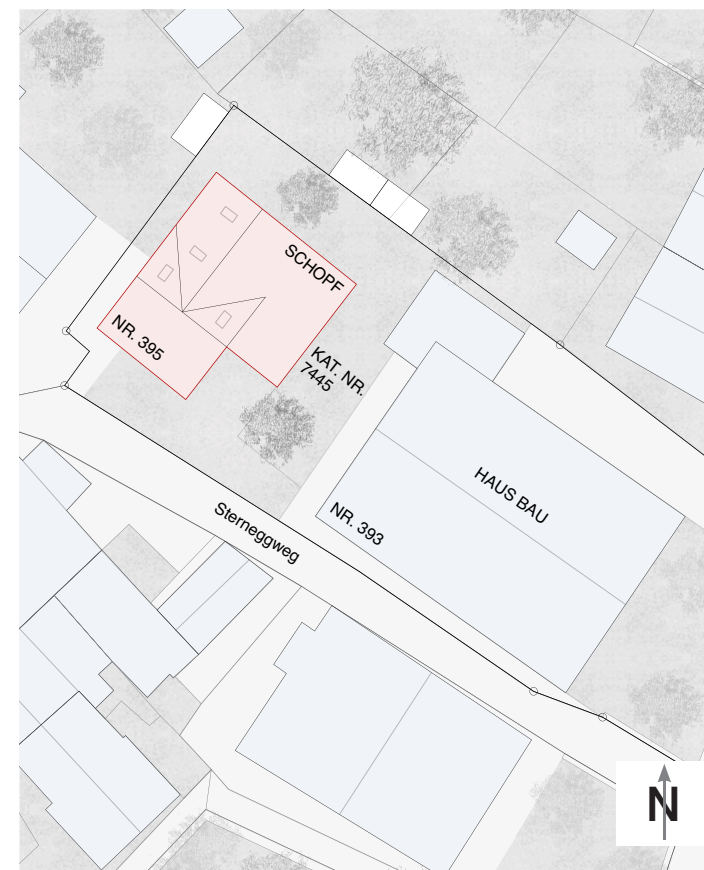 SCHOPF
NR. 395
KAT. NR.
7445
HAUS BAU
NR. 393
Sterneggweg
N